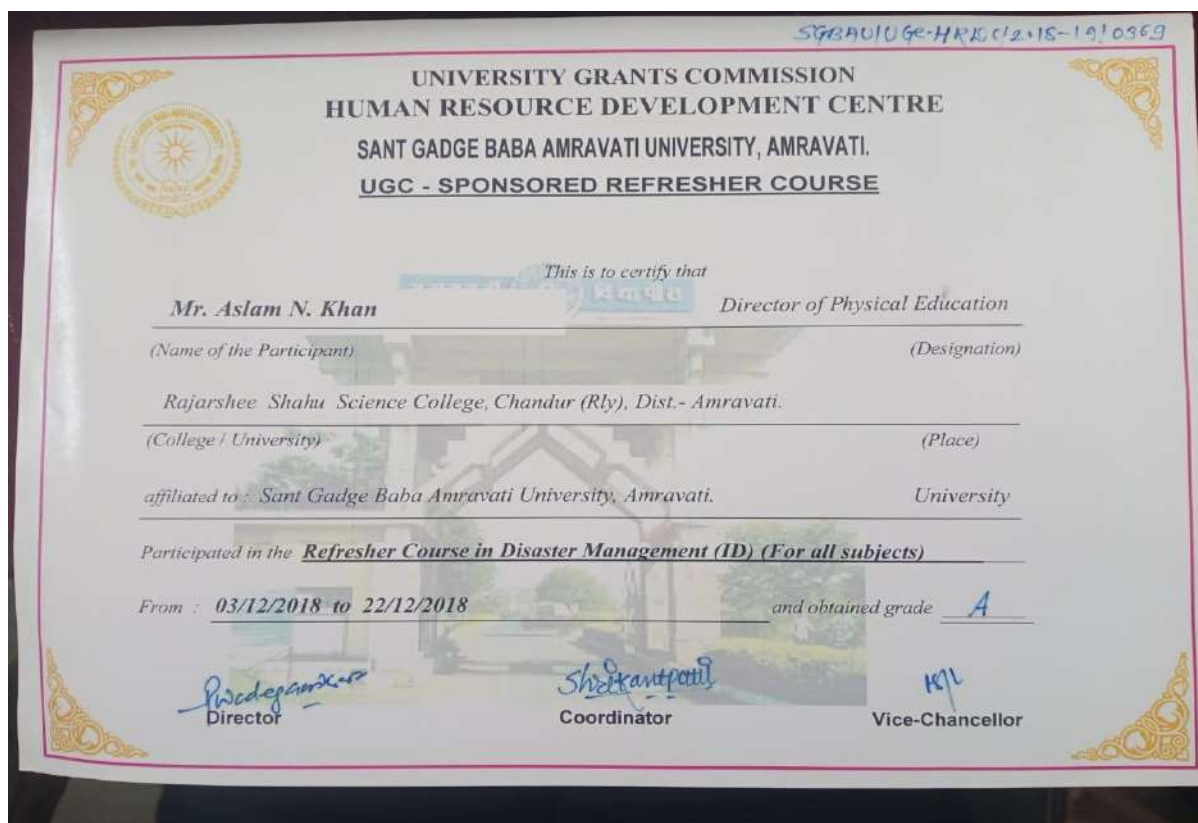 SGBAU/UGC-HRDC/2018-19/0369
UNIVERSITY GRANTS COMMISSION
HUMAN RESOURCE DEVELOPMENT CENTRE
SANT GADGE BABA AMRAVATI UNIVERSITY, AMRAVATI.
UGC - SPONSORED REFRESHER COURSE
This is to certify that
Mr. Aslam N. Khan Director of Physical Education
(Name of the Participant) (Designation)
Rajarshee Shahu Science College, Chandur (Rly), Dist.- Amravati.
(College / University) (Place)
affiliated to : Sant Gadge Baba Amravati University, Amravati. University
Participated in the Refresher Course in Disaster Management (ID) (For all subjects)
From : 03/12/2018 to 22/12/2018 and obtained grade A
Shrikantpatil
Director Coordinator Vice-Chancellor